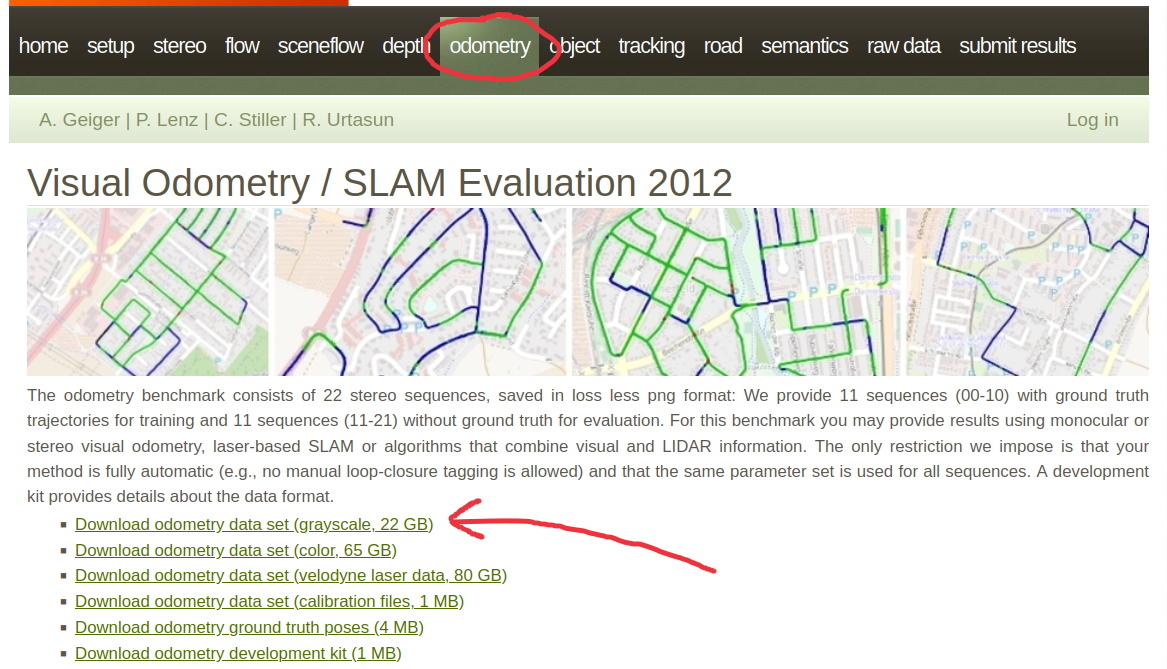 home setup stereo flow sceneflow depth odometry object tracking road semantics raw data submit results
A. Geiger | P. Lenz | C. Stiller | R. Urtasun Log in
Visual Odometry / SLAM Evaluation 2012
The odometry benchmark consists of 22 stereo sequences, saved in loss less png format: We provide 11 sequences (00-10) with ground truth
trajectories for training and 11 sequences (11-21) without ground truth for evaluation. For this benchmark you may provide results using monocular or
stereo visual odometry, laser-based SLAM or algorithms that combine visual and LIDAR information. The only restriction we impose is that your
method is fully automatic (e.g., no manual loop-closure tagging is allowed) and that the same parameter set is used for all sequences. A development
kit provides details about the data format.
Download odometry data set (grayscale, 22 GB)
Download odometry data set (color, 65 GB)
Download odometry data set (velodyne laser data, 80 GB)
Download odometry data set (calibration files, 1 MB)
Download odometry ground truth poses (4 MB)
Download odometry development kit (1 MB)